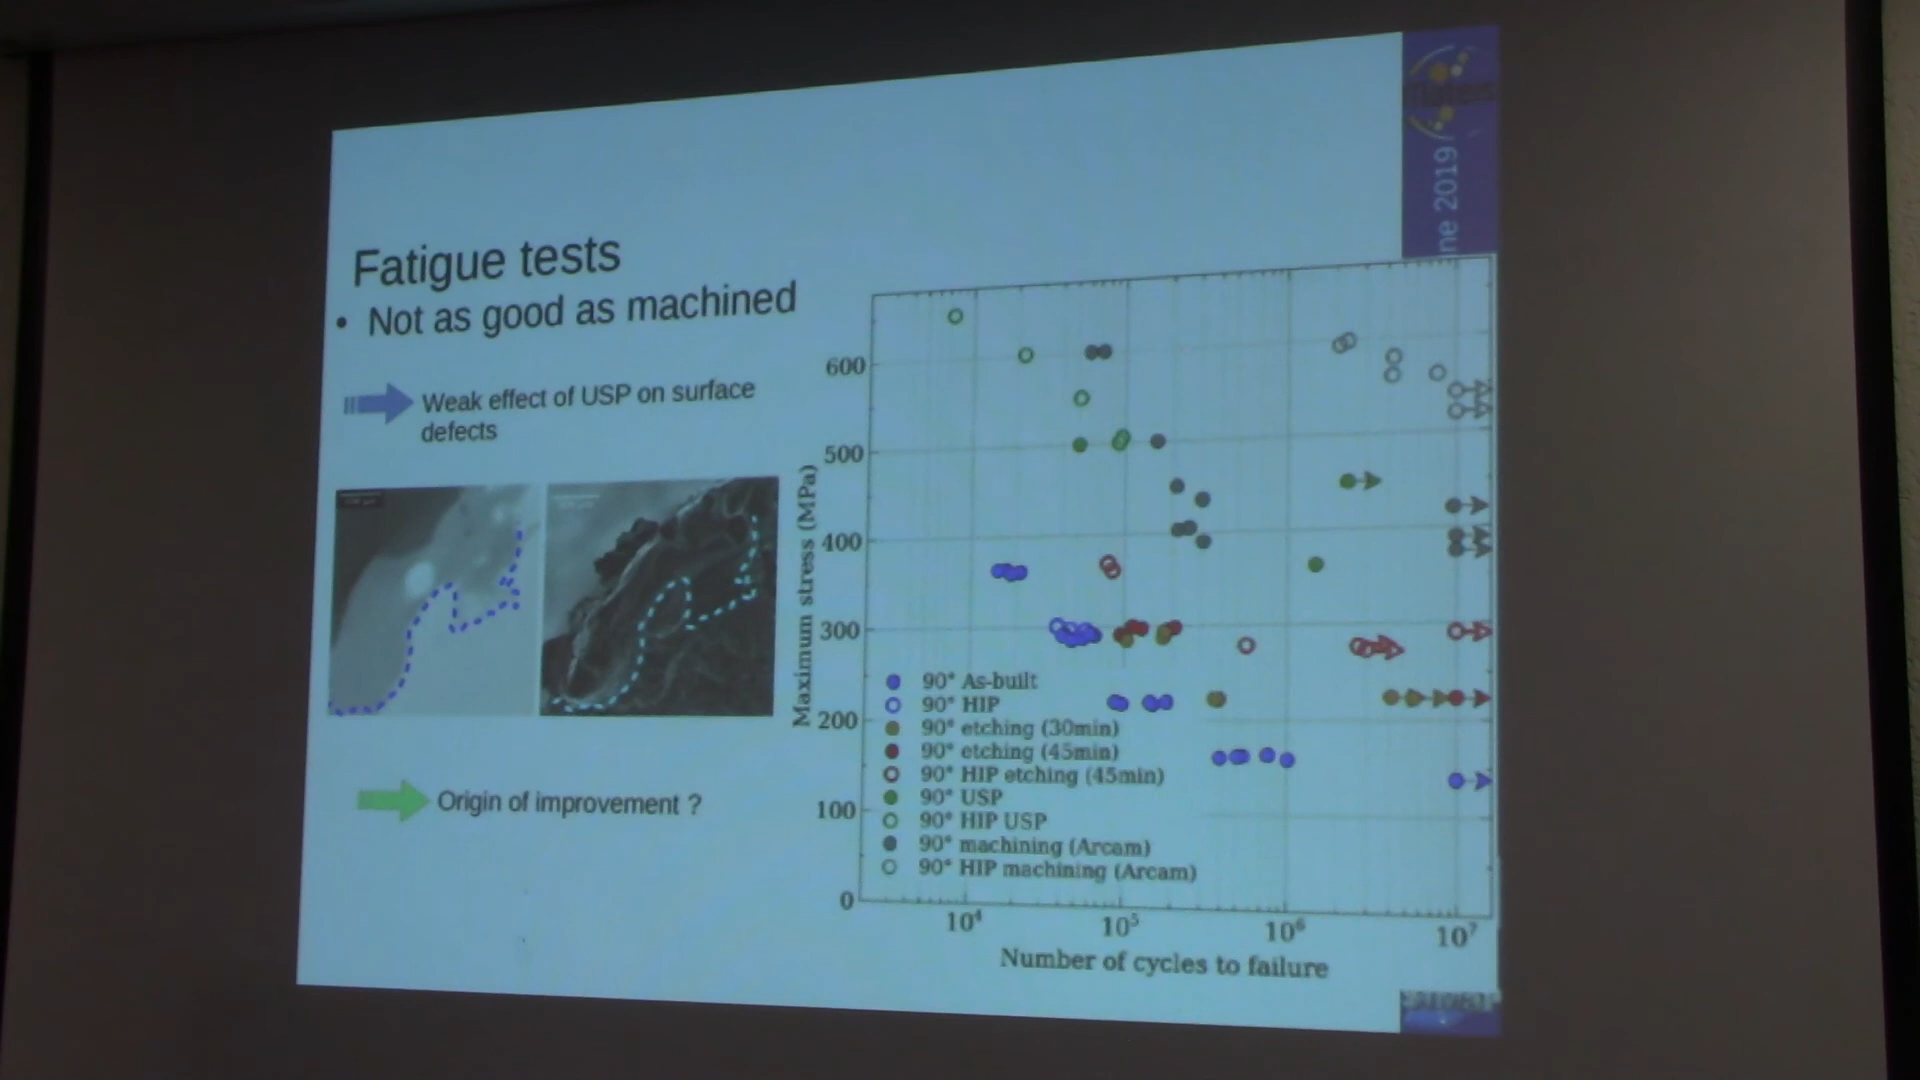 ne 2019
Fatigue tests
• Not as good as machined
Weak effect of USP on surface
defects
Origin of improvement ?
Maximum stress (MPa)
600
500
400
300
200
100
0
90° As-built
90° HIP
90° etching (30min)
90° etching (45min)
90° HIP etching (45min)
90° USP
90° HIP USP
90° machining (Arcam)
90° HIP machining (Arcam)
10⁴ 10⁵ 10⁶ 10⁷
Number of cycles to failure